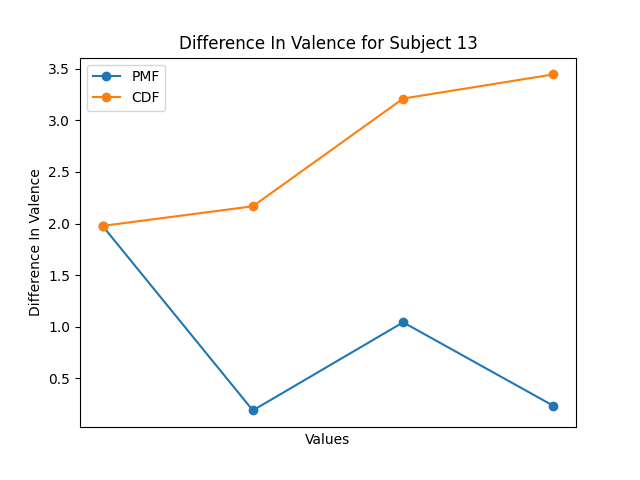 Difference In Valence for Subject 13
PMF
CDF
3.5
3.0
2.5
2.0
1.5
1.0
0.5
Difference In Valence
Values